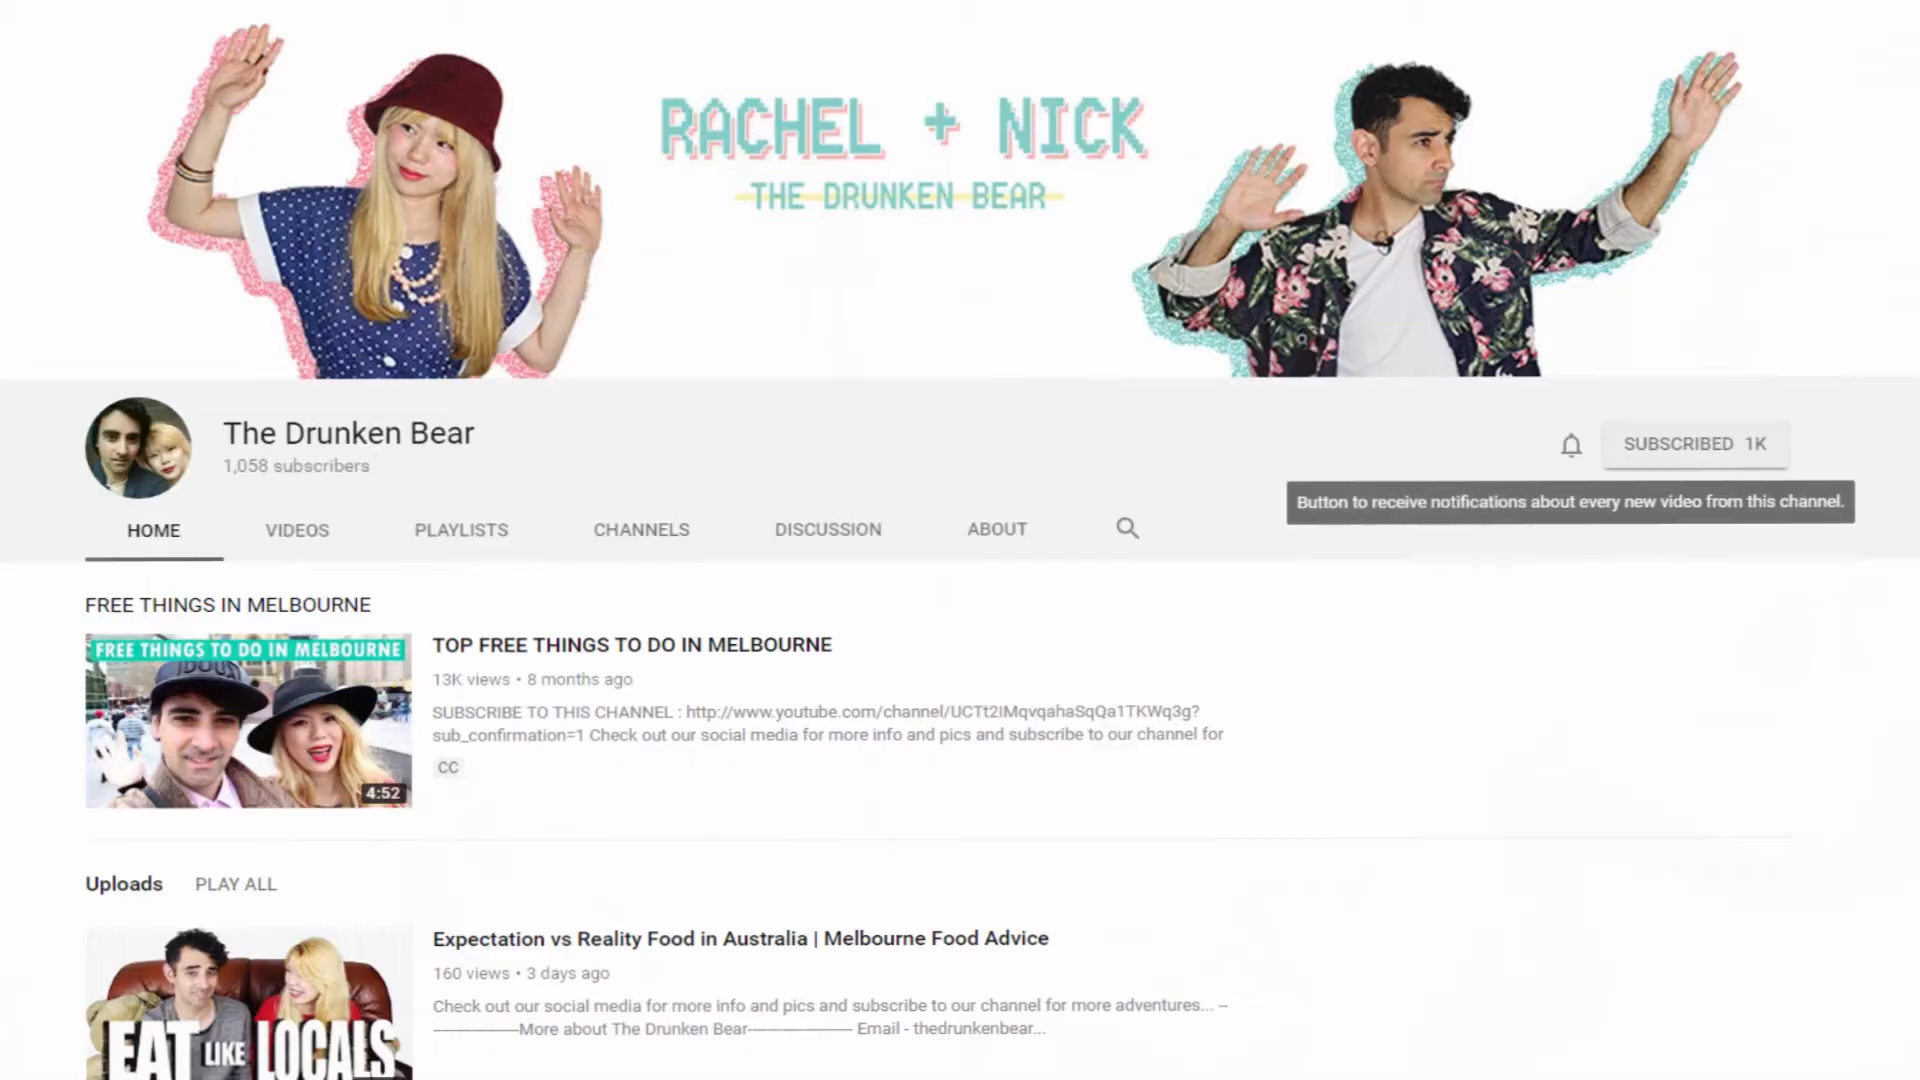 RACHEL + NICK
THE DRUNKEN BEAR
The Drunken Bear
1,058 subscribers
SUBSCRIBED 1K
Button to receive notifications about every new video from this channel.
HOME VIDEOS PLAYLISTS CHANNELS DISCUSSION ABOUT
FREE THINGS IN MELBOURNE
FREE THINGS TO DO IN MELBOURNE
4:52
TOP FREE THINGS TO DO IN MELBOURNE
13K views • 8 months ago
SUBSCRIBE TO THIS CHANNEL : http://www.youtube.com/channel/UCTt2IMqvqahaSqQa1TKWq3g?
sub_confirmation=1 Check out our social media for more info and pics and subscribe to our channel for
CC
Uploads PLAY ALL
EAT LIKE LOCALS
Expectation vs Reality Food in Australia | Melbourne Food Advice
160 views • 3 days ago
Check out our social media for more info and pics and subscribe to our channel for more adventures... –
——————More about The Drunken Bear——————— Email - thedrunkenbear...